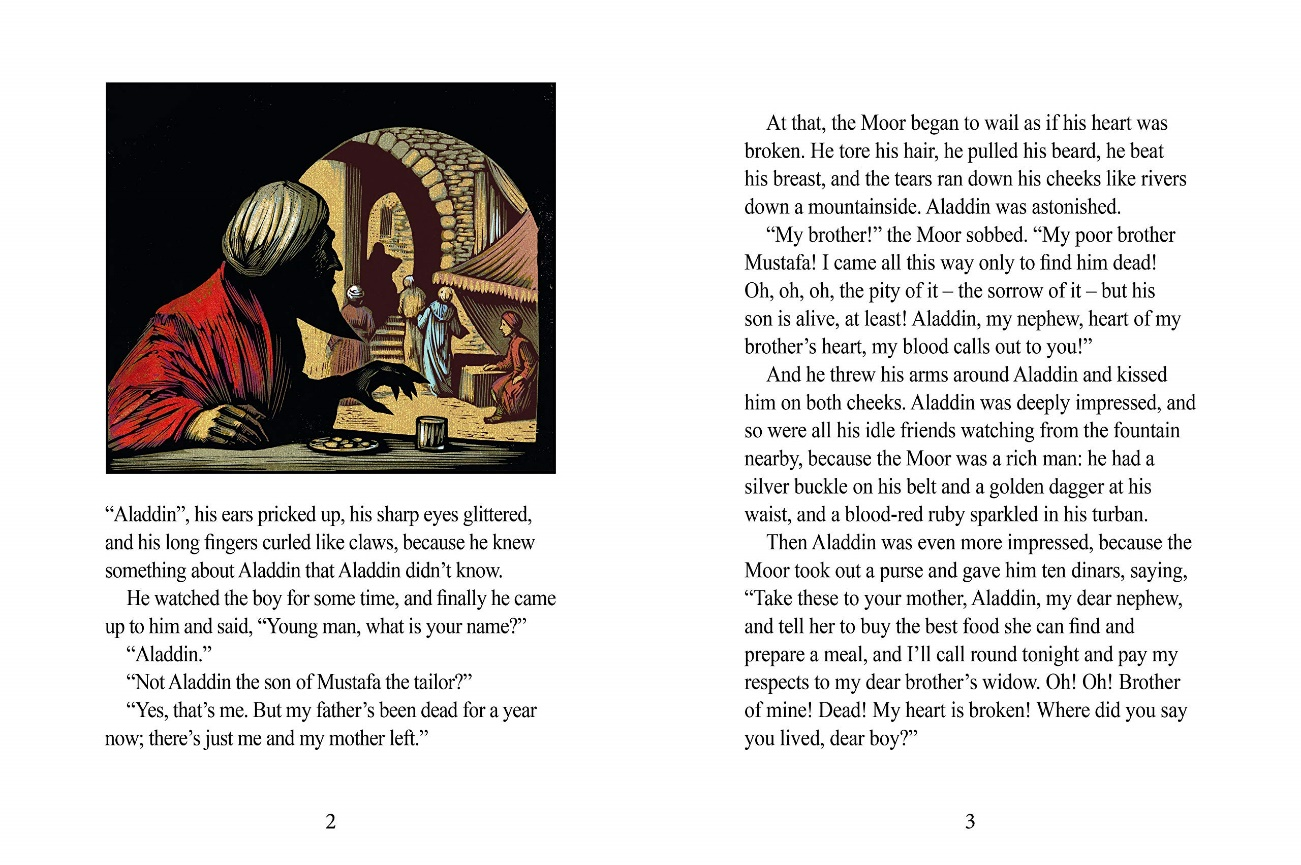 “Aladdin”, his ears pricked up, his sharp eyes glittered,
and his long fingers curled like claws, because he knew
something about Aladdin that Aladdin didn’t know.
He watched the boy for some time, and finally he came
up to him and said, “Young man, what is your name?”
“Aladdin.”
“Not Aladdin the son of Mustafa the tailor?”
“Yes, that’s me. But my father’s been dead for a year
now; there’s just me and my mother left.”
2
At that, the Moor began to wail as if his heart was
broken. He tore his hair, he pulled his beard, he beat
his breast, and the tears ran down his cheeks like rivers
down a mountainside. Aladdin was astonished.
“My brother!” the Moor sobbed. “My poor brother
Mustafa! I came all this way only to find him dead!
Oh, oh, oh, the pity of it – the sorrow of it – but his
son is alive, at least! Aladdin, my nephew, heart of my
brother’s heart, my blood calls out to you!”
And he threw his arms around Aladdin and kissed
him on both cheeks. Aladdin was deeply impressed, and
so were all his idle friends watching from the fountain
nearby, because the Moor was a rich man: he had a
silver buckle on his belt and a golden dagger at his
waist, and a blood-red ruby sparkled in his turban.
Then Aladdin was even more impressed, because the
Moor took out a purse and gave him ten dinars, saying,
“Take these to your mother, Aladdin, my dear nephew,
and tell her to buy the best food she can find and
prepare a meal, and I’ll call round tonight and pay my
respects to my dear brother’s widow. Oh! Oh! Brother
of mine! Dead! My heart is broken! Where did you say
you lived, dear boy?”
3